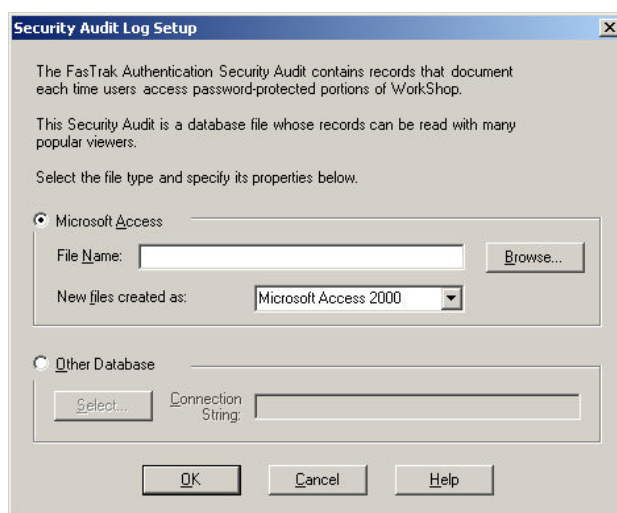 Security Audit Log Setup
The FasTrak Authentication Security Audit contains records that document
each time users access password-protected portions of WorkShop.
This Security Audit is a database file whose records can be read with many
popular viewers.
Select the file type and specify its properties below.
Microsoft Access
File Name:
Browse...
New files created as:
Microsoft Access 2000
Other Database
Select...
Connection
String:
OK
Cancel
Help